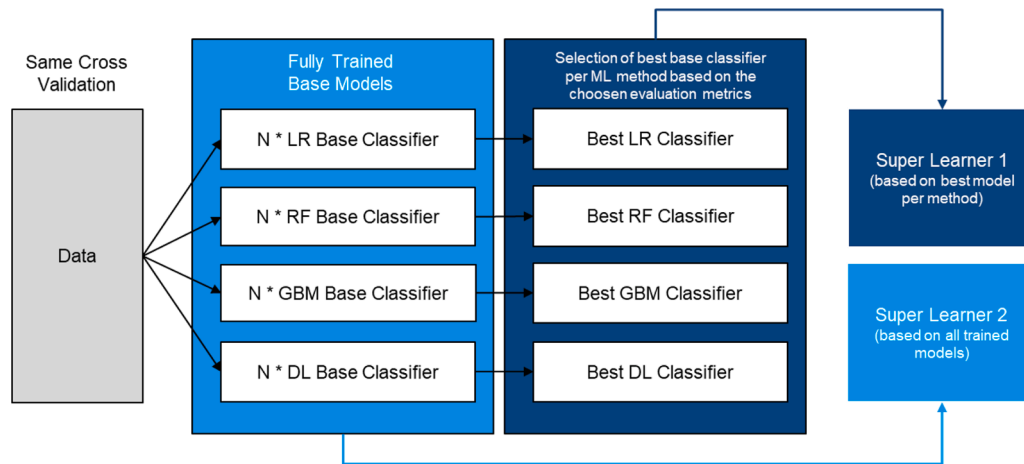 Same Cross
Validation
Data
Fully Trained
Base Models
N * LR Base Classifier
N * RF Base Classifier
N * GBM Base Classifier
N * DL Base Classifier
Selection of best base classifier
per ML method based on the
choosen evaluation metrics
Best LR Classifier
Best RF Classifier
Best GBM Classifier
Best DL Classifier
Super Learner 1
(based on best model
per method)
Super Learner 2
(based on all trained
models)